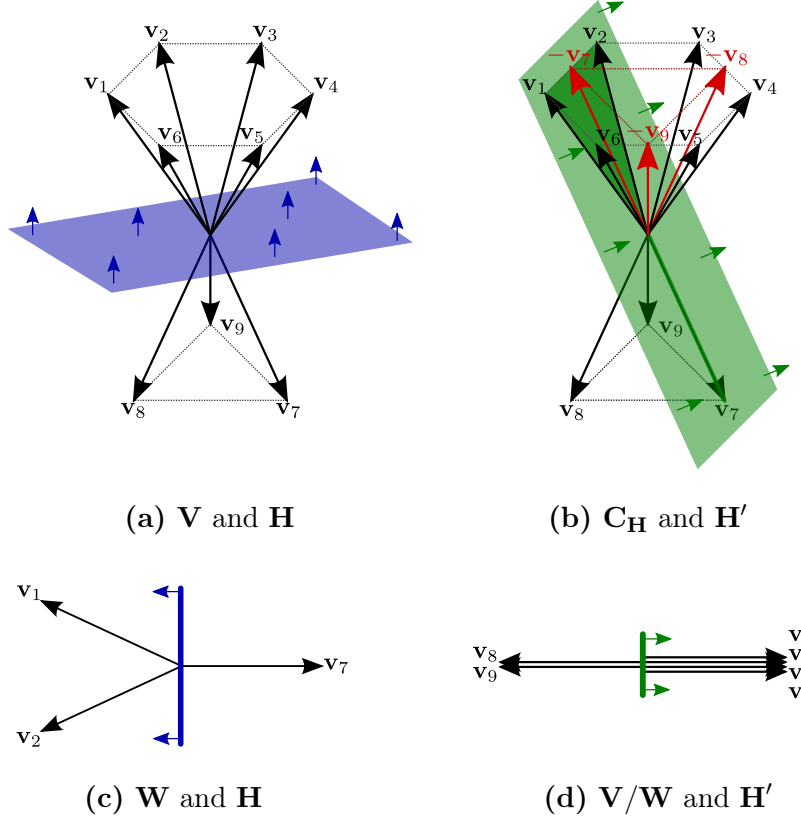 v₂ v₃
v₁ v₄
v₆ v₅
v₉
v₈ v₇
(a) V and H
v₂ v₃
−v₇ −v₈
v₁ v₄
v₆ −v₉ v₅
v₉
v₈ v₇
(b) C_H and H′
v₁
v₇
v₂
(c) W and H
v₈
v₉
v
v
v
v
(d) V/W and H′